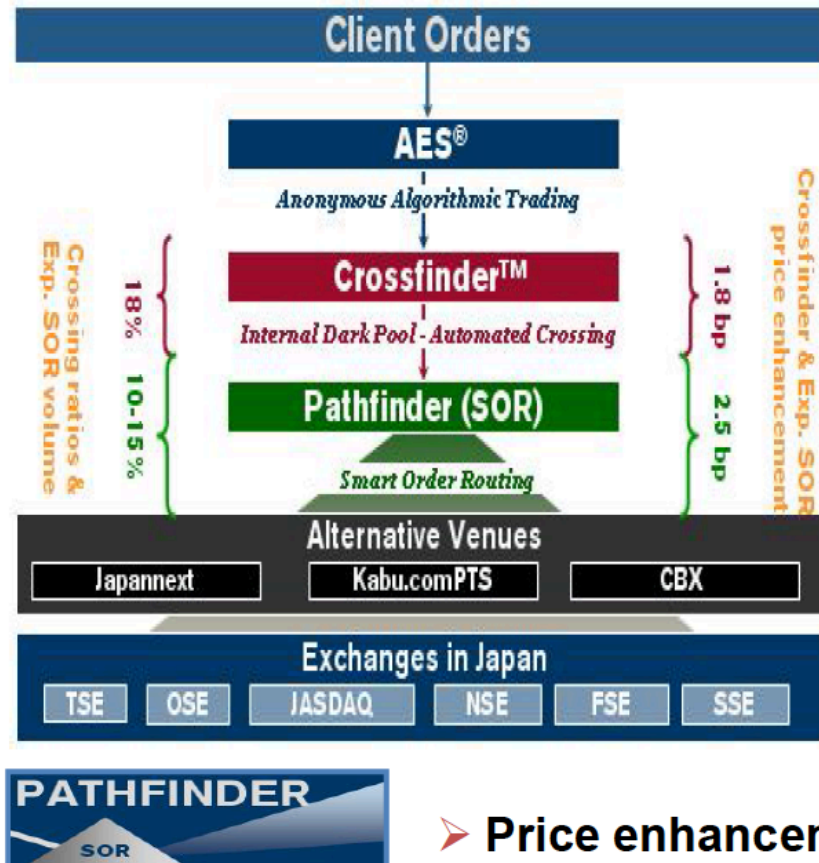 Client Orders
AES®
Anonymous Algorithmic Trading
Crossfinder™
Internal Dark Pool - Automated Crossing
Pathfinder (SOR)
Smart Order Routing
Crossing ratios &
Exp. SOR volume
18%
10-15%
1.8 bp
2.5 bp
Crossfinder & Exp. SOR
price enhancement
Alternative Venues
Japannext
Kabu.comPTS
CBX
Exchanges in Japan
TSE
OSE
JASDAQ
NSE
FSE
SSE
PATHFINDER
SOR
➢ Price enhancem